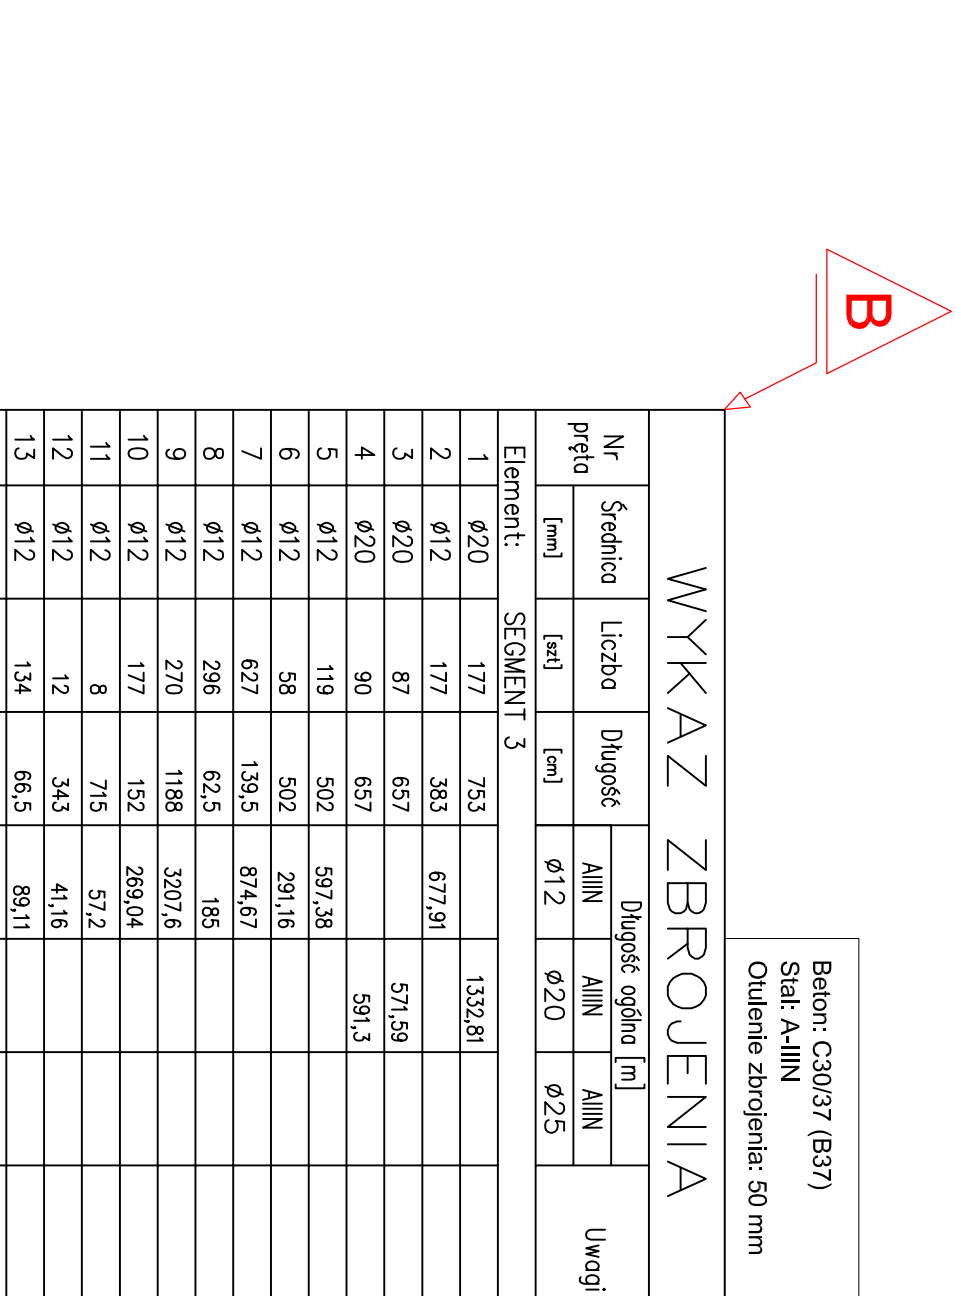 B
Beton: C30/37 (B37)
Stal: A-IIIN
Otulenie zbrojenia: 50 mm
WYKAZ ZBROJENIA
Nr pręta Średnica [mm] Liczba [szt] Długość [cm] Długość ogólna [m] Uwagi
AIIIN AIIIN AIIIN
ø12 ø20 ø25
Element: SEGMENT 3
1 ø20 177 753 1332,81
2 ø12 177 383 677,91
3 ø20 87 657 571,59
4 ø20 90 657 591,3
5 ø12 119 502 597,38
6 ø12 58 502 291,16
7 ø12 627 139,5 874,67
8 ø12 296 62,5 185
9 ø12 270 1188 3207,6
10 ø12 177 152 269,04
11 ø12 8 715 57,2
12 ø12 12 343 41,16
13 ø12 134 66,5 89,11